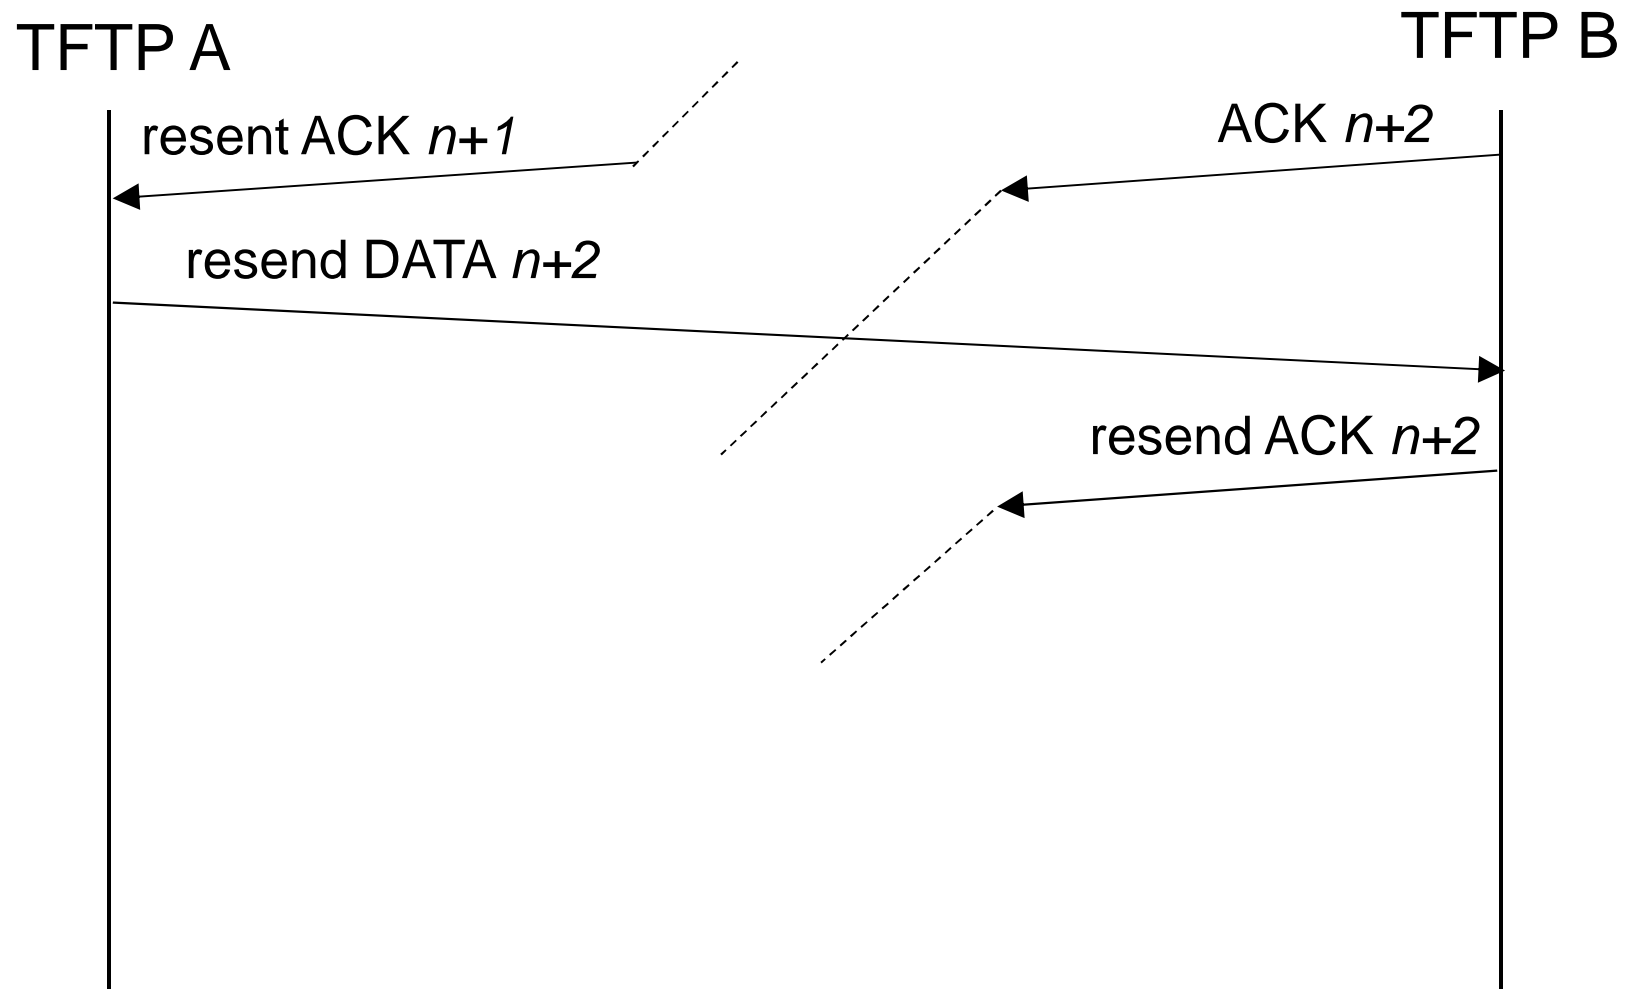 TFTP A
TFTP B
resent ACK n+1
ACK n+2
resend DATA n+2
resend ACK n+2